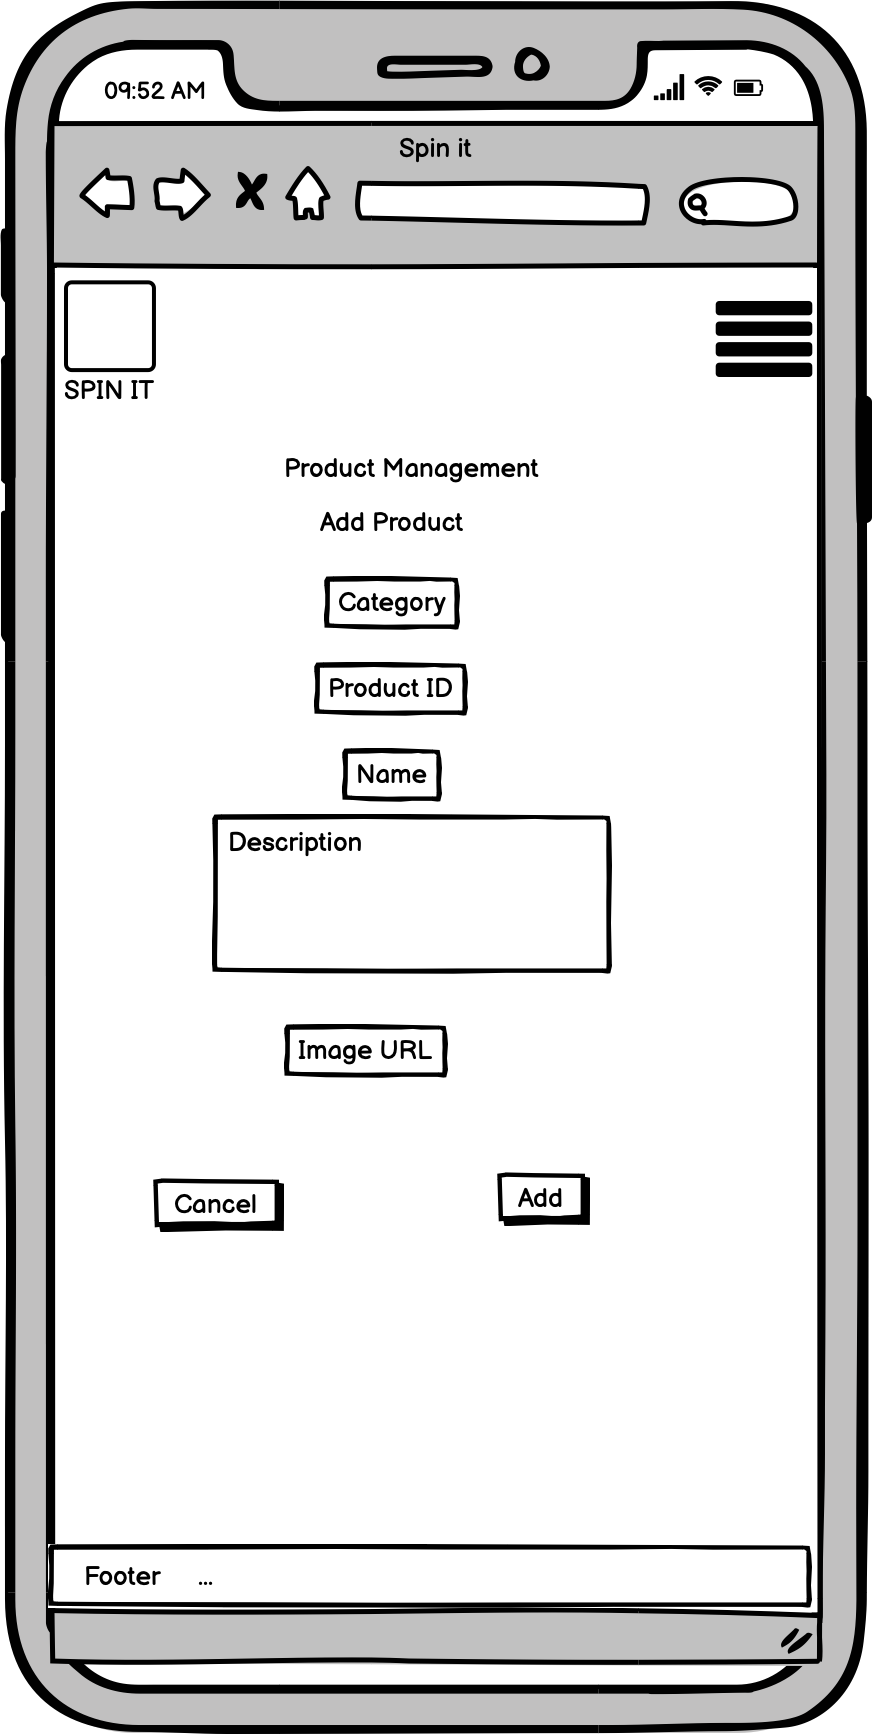 09:52 AM
Spin it
SPIN IT
Product Management
Add Product
Category
Product ID
Name
Description
Image URL
Cancel
Add
Footer ...